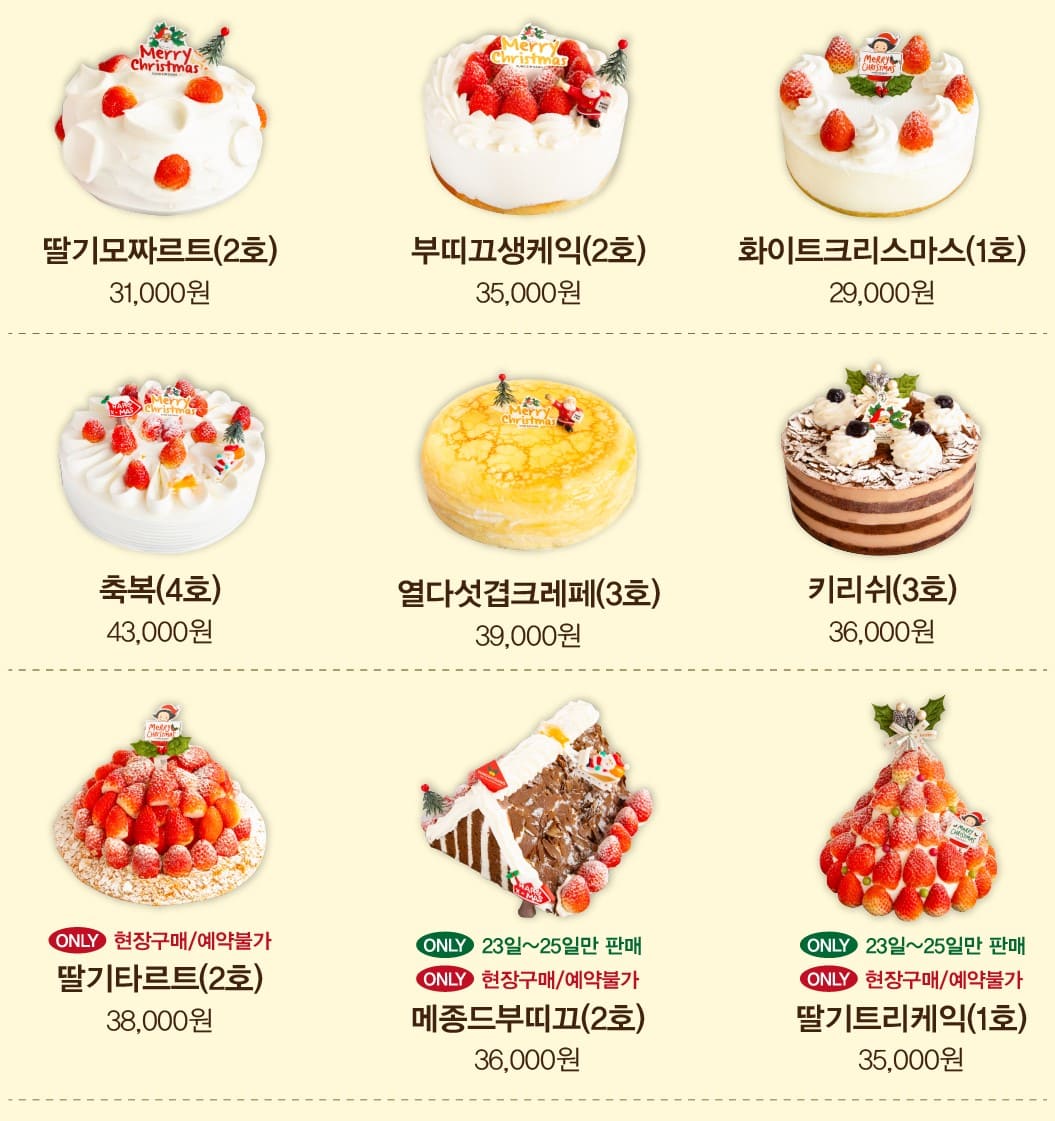 Merry
Christmas
Merry
Christmas
MERRY
CHRISTMAS
딸기모짜르트(2호)
부띠끄생케익(2호)
화이트크리스마스(1호)
31,000원
35,000원
29,000원
X-MAS
Merry
Christmas
Merry
Christmas
축복(4호)
열다섯겹크레페(3호)
키리쉬(3호)
43,000원
39,000원
36,000원
MERRY
CHRISTMAS
X-MAS
MERRY
CHRISTMAS
ONLY 현장구매/예약불가
딸기타르트(2호)
38,000원
ONLY 23일~25일만 판매
ONLY 현장구매/예약불가
메종드부띠끄(2호)
36,000원
ONLY 23일~25일만 판매
ONLY 현장구매/예약불가
딸기트리케익(1호)
35,000원